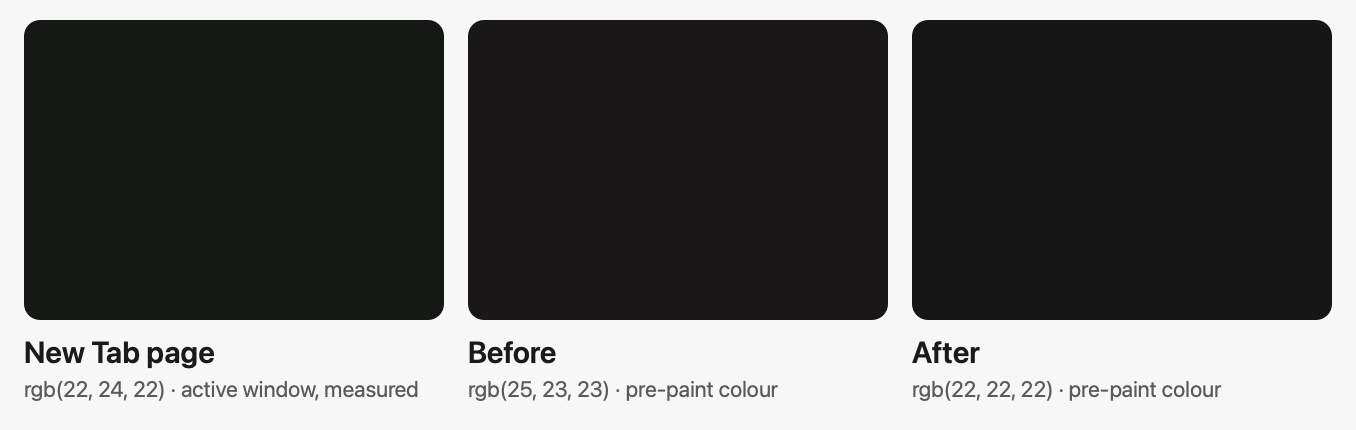 New Tab page
rgb(22, 24, 22) · active window, measured
Before
rgb(25, 23, 23) · pre-paint colour
After
rgb(22, 22, 22) · pre-paint colour